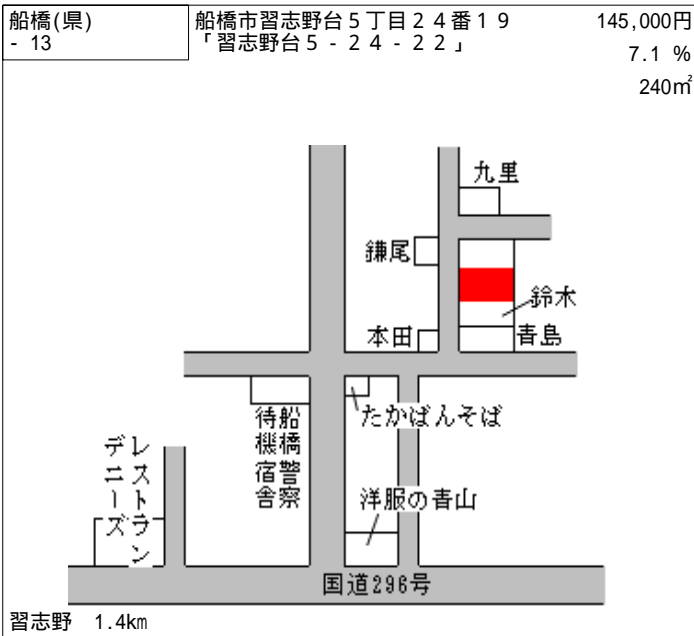 船橋(県)
- 13
船橋市習志野台５丁目２４番１９
「習志野台５-２４-２２」
145,000円
7.1 %
240㎡
九里
鎌尾
鈴木
本田
青島
たかばんそば
船橋警察
待機宿舎
レストラン
デニーズ
洋服の青山
国道296号
習志野 1.4km